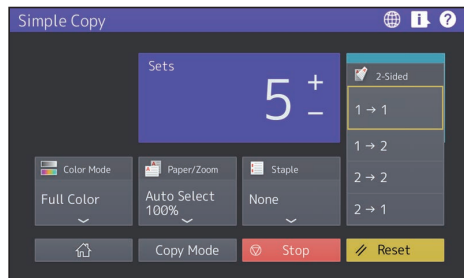 Simple Copy
Sets
5
+
−
2-Sided
1 → 1
1 → 2
2 → 2
2 → 1
Color Mode
Full Color
Paper/Zoom
Auto Select
100%
Staple
None
Copy Mode
Stop
Reset